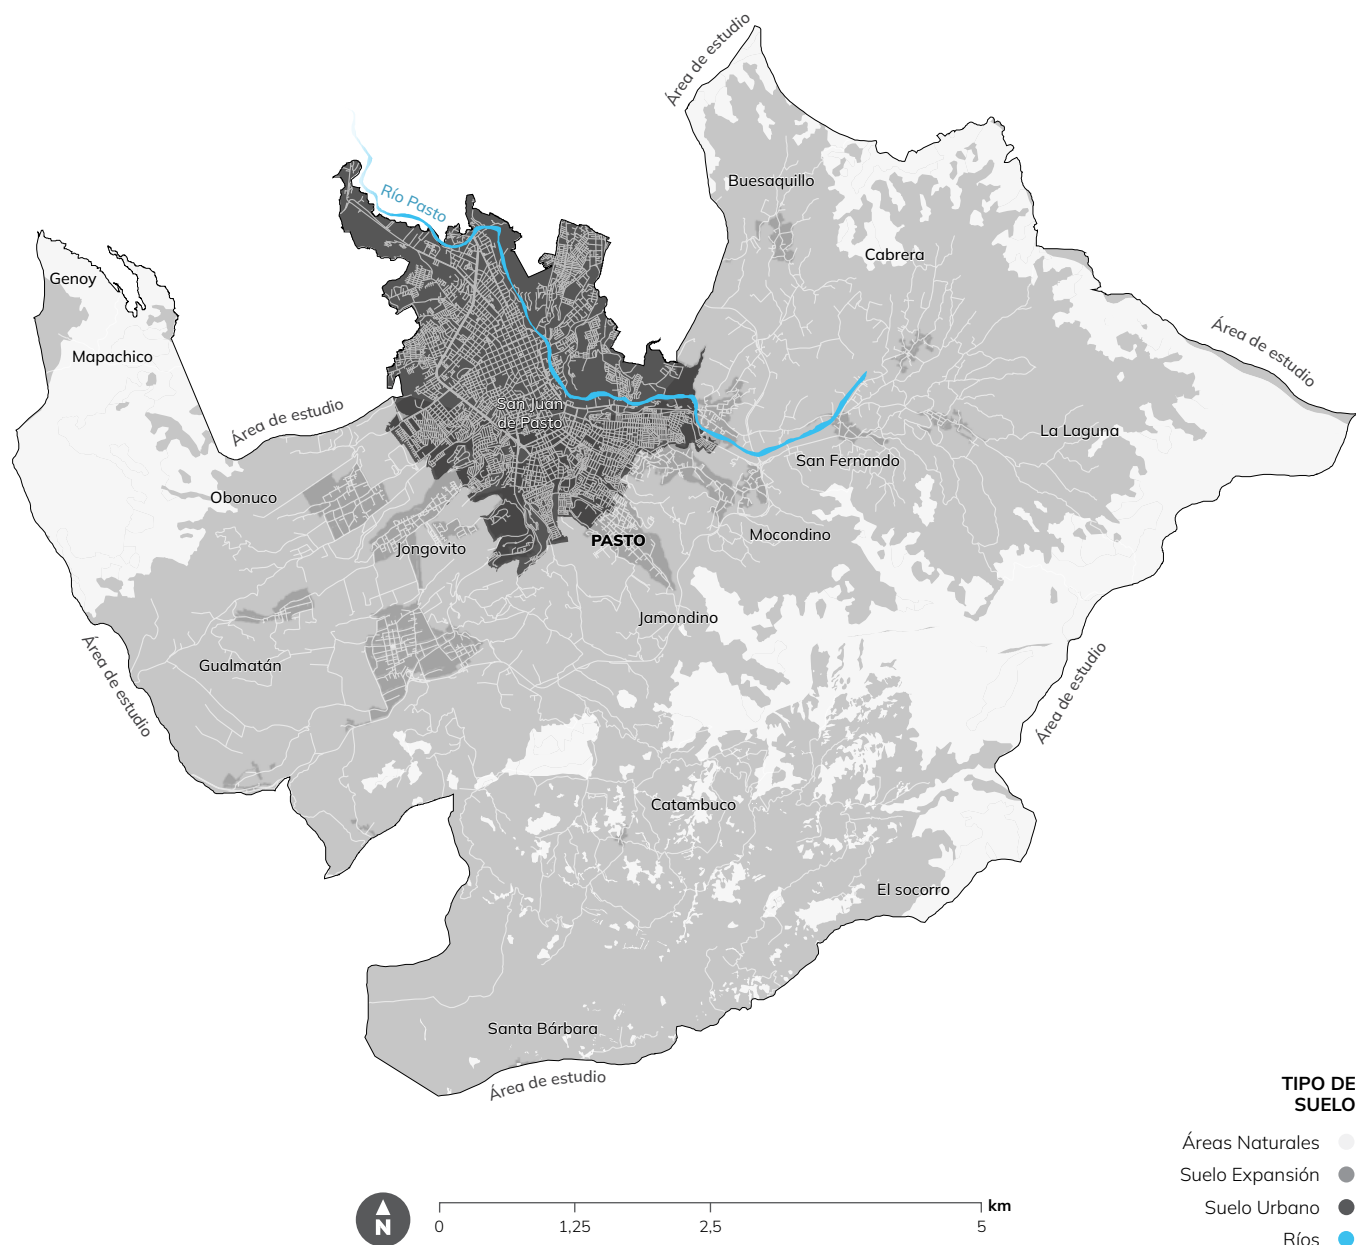 Área de estudio
Buesaquillo
Río Pasto
Cabrera
Genoy
Mapachico
Área de estudio
Área de estudio
San Juan
de Pasto
La Laguna
San Fernando
Obonuco
Mocondino
PASTO
Jongovito
Jamondino
Gualmatán
Área de estudio
Área de estudio
Catambuco
El socorro
Santa Bárbara
Área de estudio
TIPO DE
SUELO
Áreas Naturales
Suelo Expansión
Suelo Urbano
Ríos
N
km
0 1,25 2,5 5